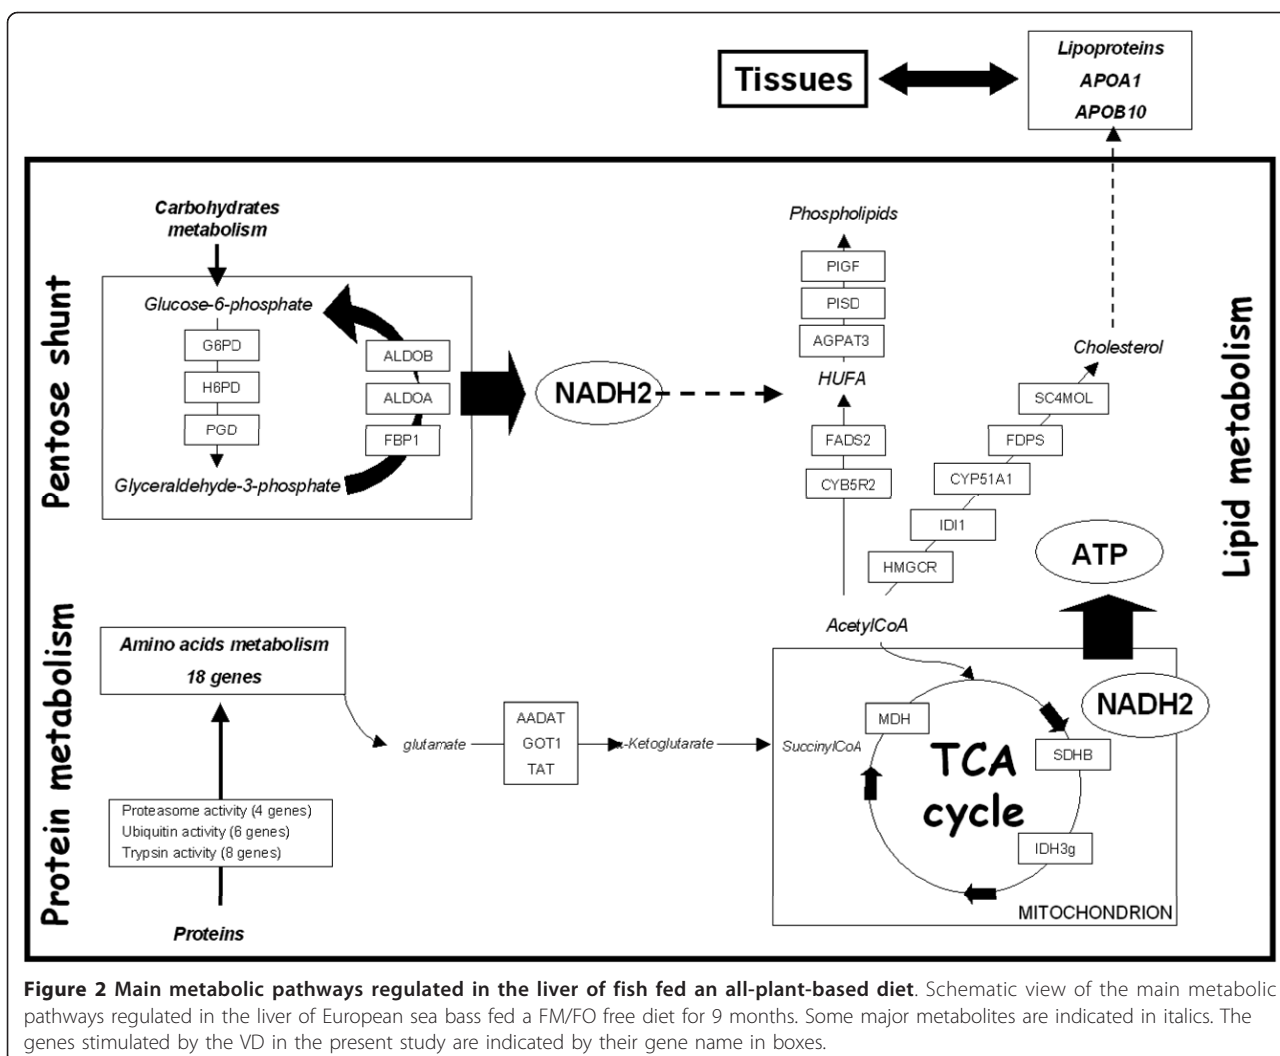 Tissues
Lipoproteins
APOA1
APOB10
Pentose shunt
Carbohydrates
metabolism
Glucose-6-phosphate
G6PD
H6PD
PGD
Glyceraldehyde-3-phosphate
ALDOB
ALDOA
FBP1
NADH2
Phospholipids
PIGF
PISD
AGPAT3
HUFA
FADS2
CYB5R2
Cholesterol
SC4MOL
FDPS
CYP51A1
IDI1
HMGCR
AcetylCoA
Lipid metabolism
ATP
NADH2
Protein metabolism
Amino acids metabolism
18 genes
Proteasome activity (4 genes)
Ubiquitin activity (6 genes)
Trypsin activity (8 genes)
Proteins
glutamate
AADAT
GOT1
TAT
α-Ketoglutarate
SuccinylCoA
MDH
SDHB
IDH3g
TCA
cycle
MITOCHONDRION
Figure 2 Main metabolic pathways regulated in the liver of fish fed an all-plant-based diet. Schematic view of the main metabolic
pathways regulated in the liver of European sea bass fed a FM/FO free diet for 9 months. Some major metabolites are indicated in italics. The
genes stimulated by the VD in the present study are indicated by their gene name in boxes.